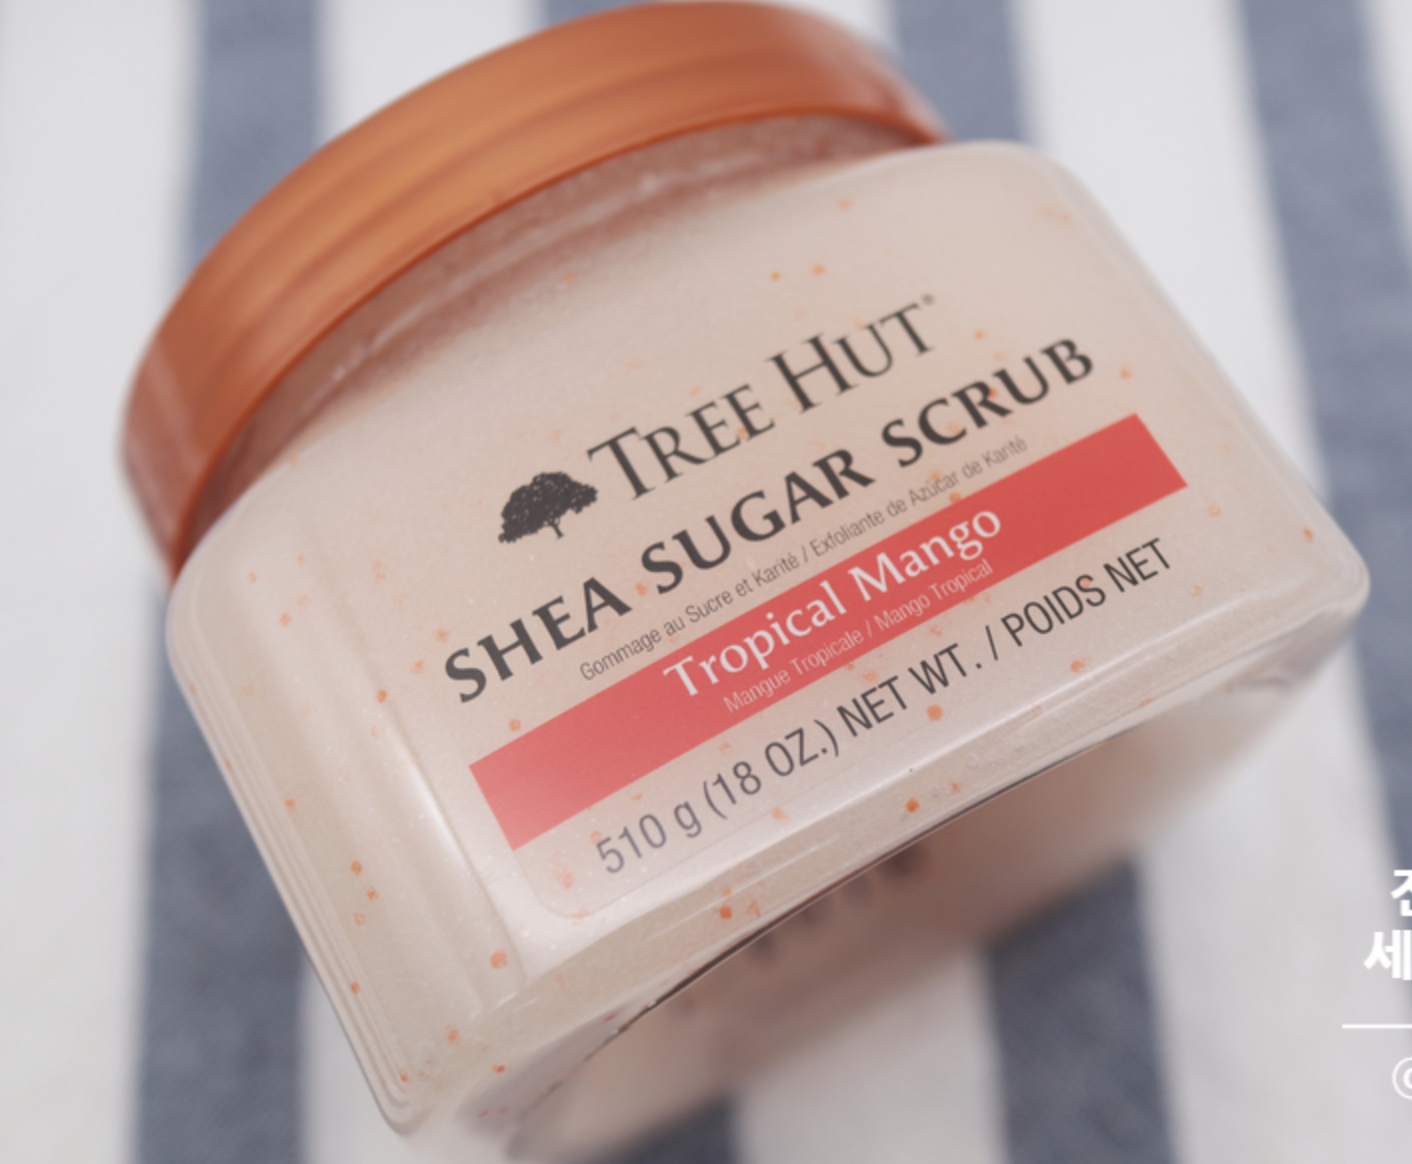 TREE HUT®
SHEA SUGAR SCRUB
Gommage au Sucre et Karité / Exfoliante de Azúcar de Karité
Tropical Mango
Mangue Tropicale / Mango Tropical
510 g (18 OZ.) NET WT. / POIDS NET
세